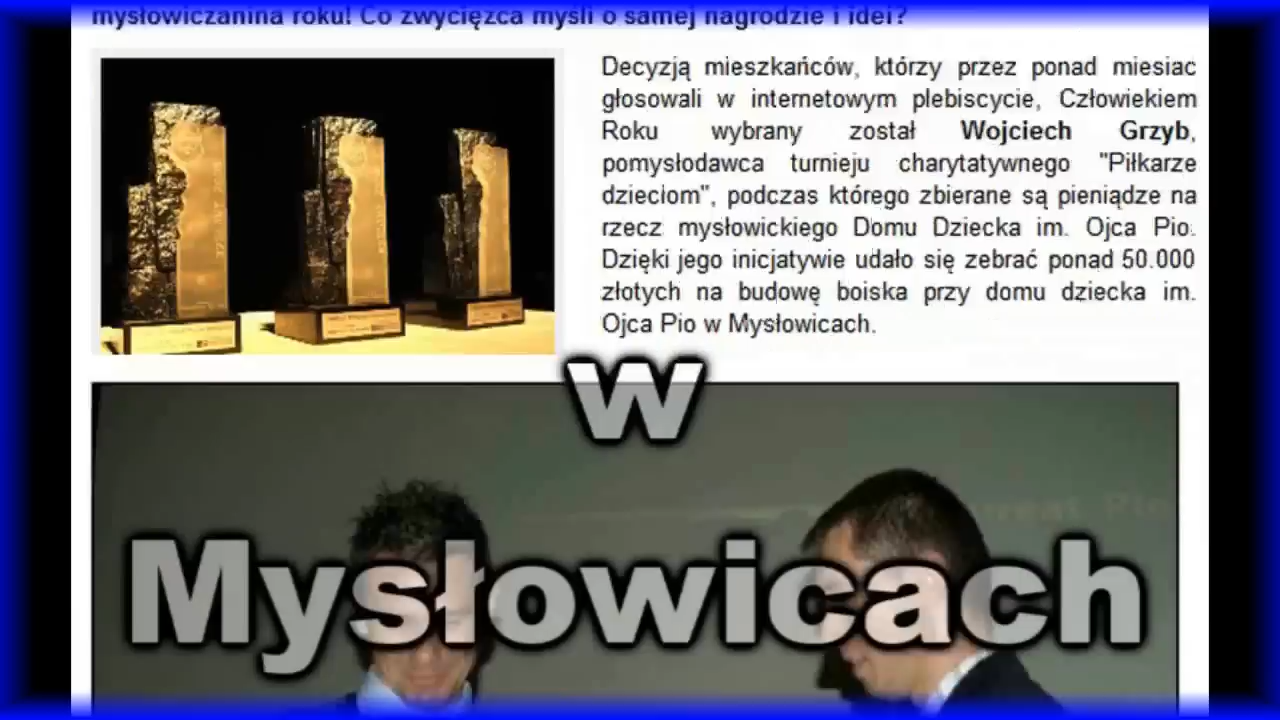 mysłowiczanina roku! Co zwycięzca myśli o samej nagrodzie i idei?
Decyzją mieszkańców, którzy przez ponad miesiac
głosowali w internetowym plebiscycie, Człowiekiem
Roku wybrany został Wojciech Grzyb,
pomysłodawca turnieju charytatywnego "Piłkarze
dzieciom", podczas którego zbierane są pieniądze na
rzecz mysłowickiego Domu Dziecka im. Ojca Pio.
Dzięki jego inicjatywie udało się zebrać ponad 50.000
złotych na budowę boiska przy domu dziecka im.
Ojca Pio w Mysłowicach.
w
Mysłowicach